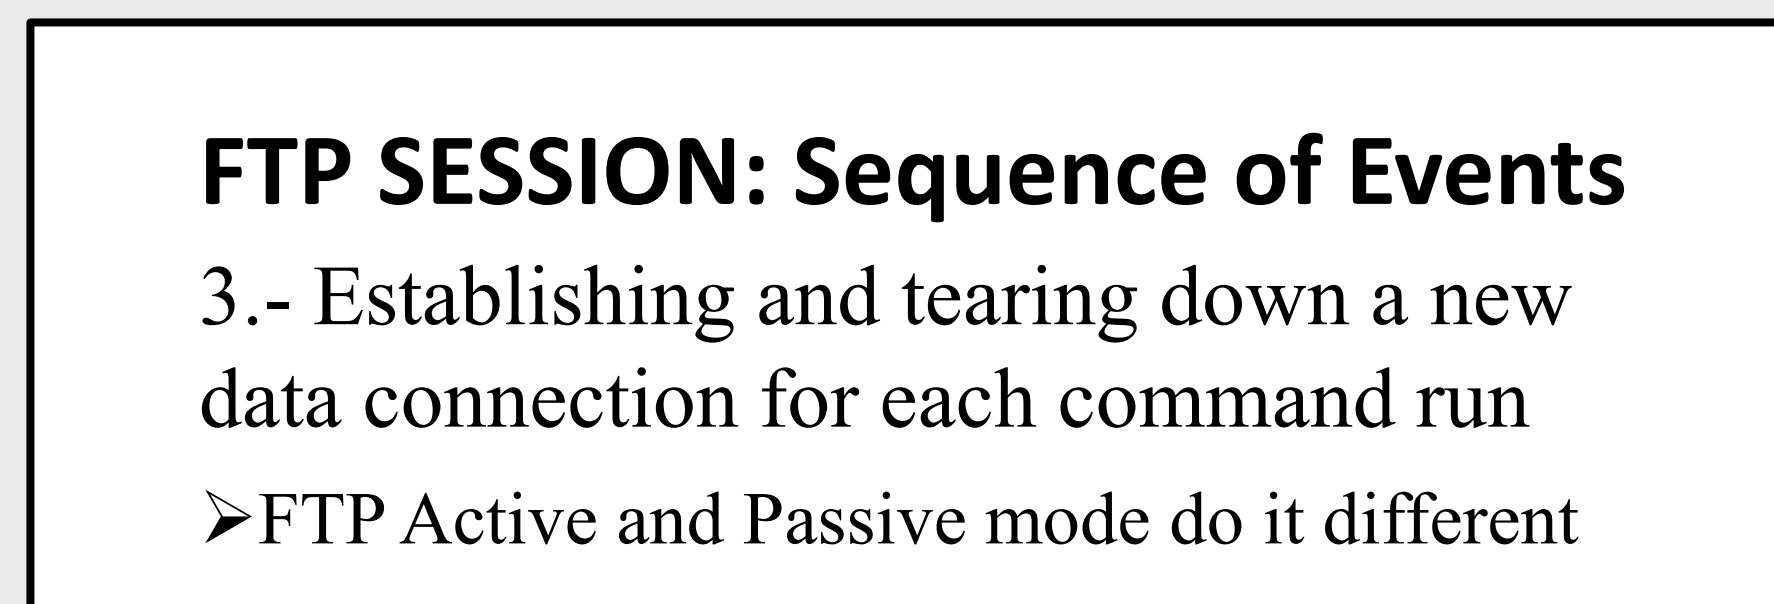 FTP SESSION: Sequence of Events
3.- Establishing and tearing down a new
data connection for each command run
➢FTP Active and Passive mode do it different